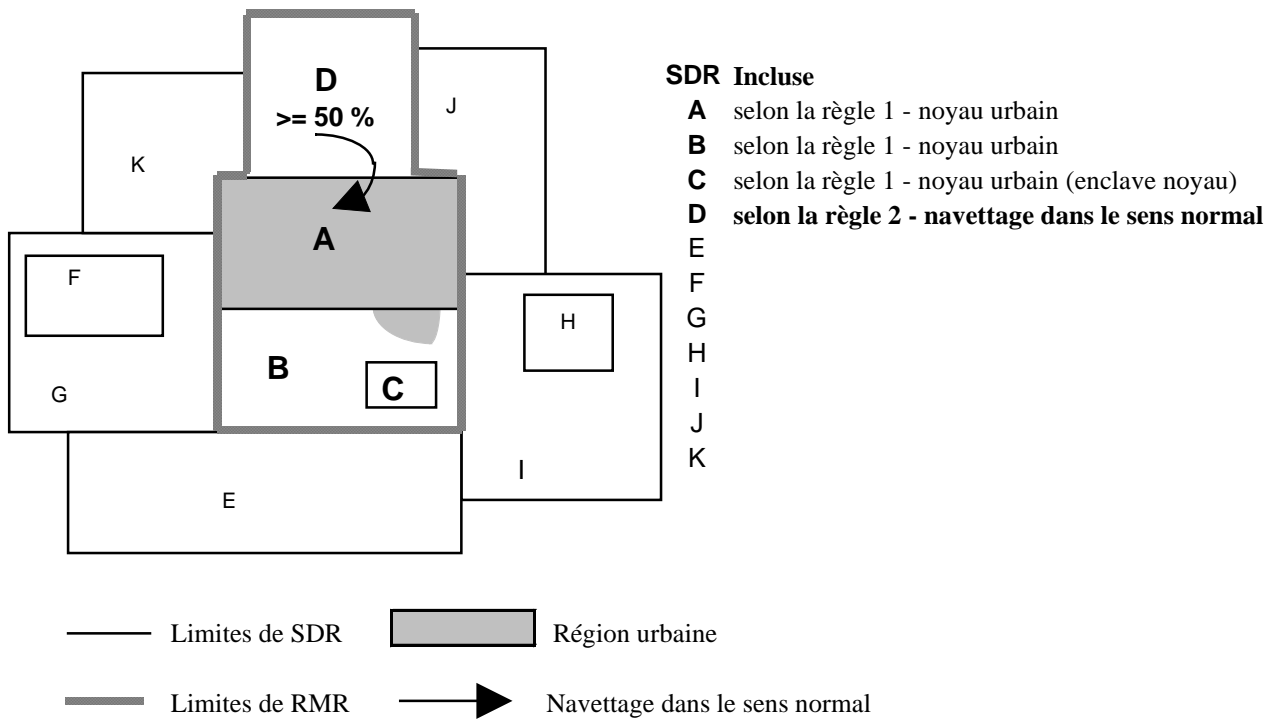 D
>= 50 %
J
K
A
F
H
B
C
G
I
E
SDR Incluse
A selon la règle 1 - noyau urbain
B selon la règle 1 - noyau urbain
C selon la règle 1 - noyau urbain (enclave noyau)
D selon la règle 2 - navettage dans le sens normal
E
F
G
H
I
J
K
Limites de SDR Région urbaine
Limites de RMR Navettage dans le sens normal